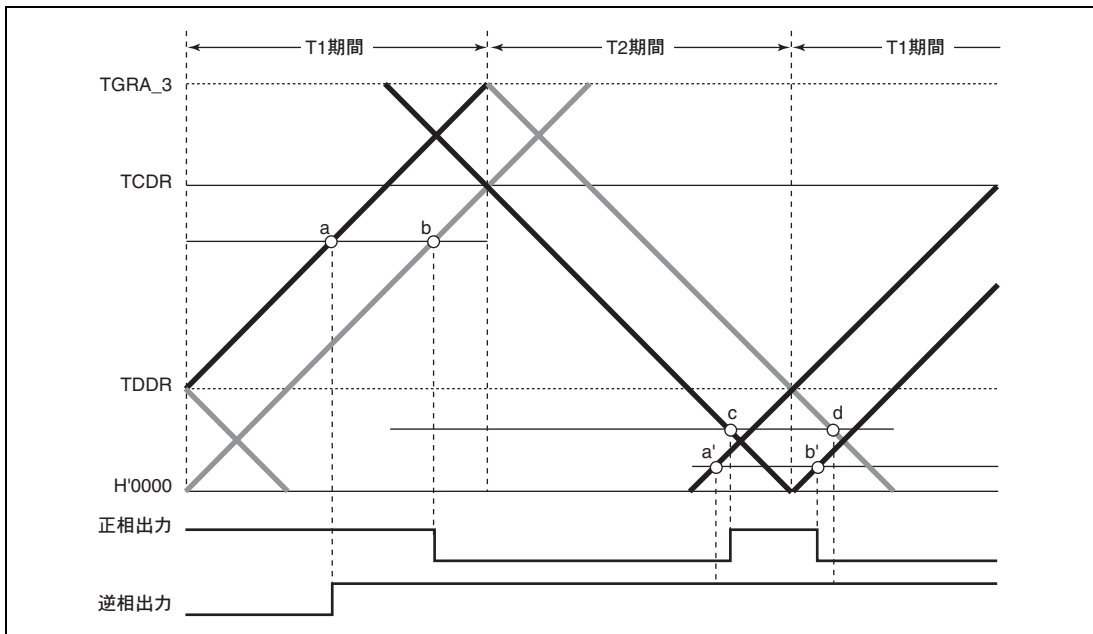 T1期間 T2期間 T1期間
TGRA_3
TCDR
a b
TDDR
c d
a' b'
H'0000
正相出力
逆相出力